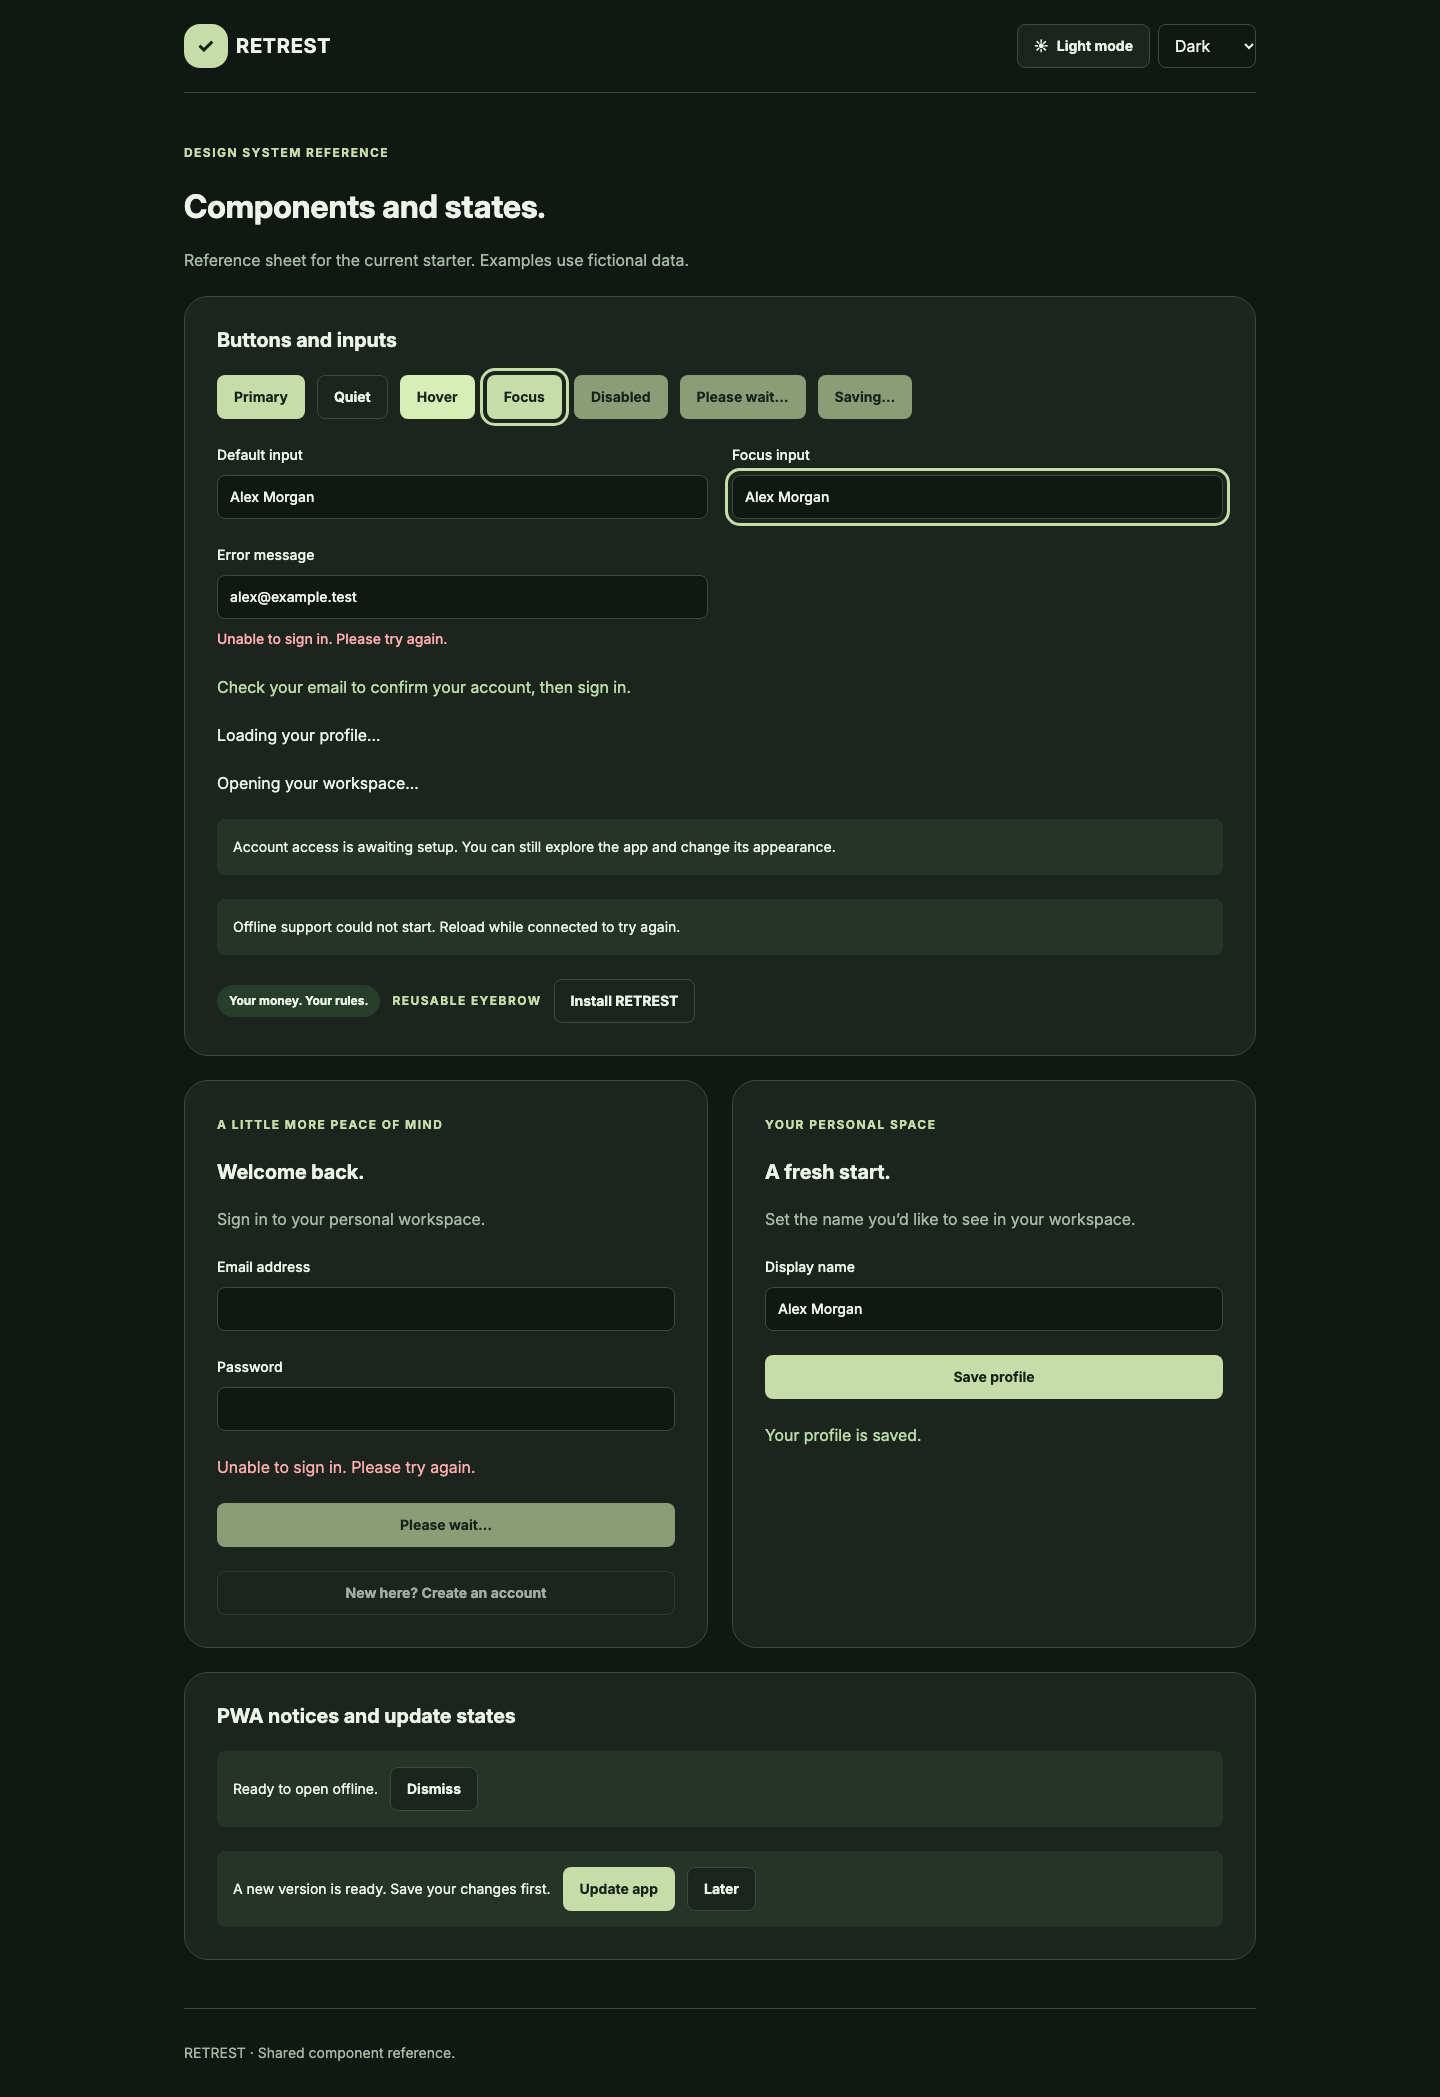 RETREST
Light mode
Dark
DESIGN SYSTEM REFERENCE
Components and states.
Reference sheet for the current starter. Examples use fictional data.
Buttons and inputs
Primary
Quiet
Hover
Focus
Disabled
Please wait…
Saving…
Default input
Alex Morgan
Focus input
Alex Morgan
Error message
alex@example.test
Unable to sign in. Please try again.
Check your email to confirm your account, then sign in.
Loading your profile…
Opening your workspace…
Account access is awaiting setup. You can still explore the app and change its appearance.
Offline support could not start. Reload while connected to try again.
Your money. Your rules.
REUSABLE EYEBROW
Install RETREST
A LITTLE MORE PEACE OF MIND
Welcome back.
Sign in to your personal workspace.
Email address
Password
Unable to sign in. Please try again.
Please wait…
New here? Create an account
YOUR PERSONAL SPACE
A fresh start.
Set the name you’d like to see in your workspace.
Display name
Alex Morgan
Save profile
Your profile is saved.
PWA notices and update states
Ready to open offline.
Dismiss
A new version is ready. Save your changes first.
Update app
Later
RETREST · Shared component reference.